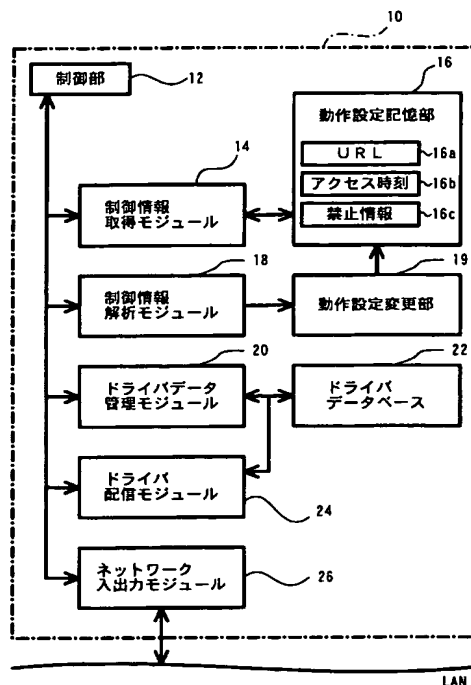 10
制御部
12
16
動作設定記憶部
URL
16a
アクセス時刻
16b
禁止情報
16c
14
制御情報
取得モジュール
18
制御情報
解析モジュール
19
動作設定変更部
20
ドライバデータ
管理モジュール
22
ドライバ
データベース
ドライバ
配信モジュール
24
ネットワーク
入出力モジュール
26
LAN